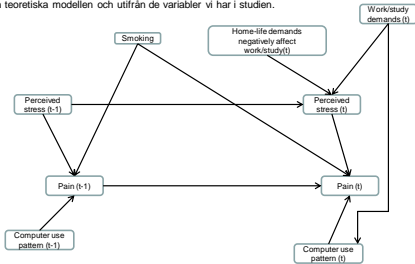 teoretiska modellen och utifrån de variabler vi har i studien.
Work/study
demands (t)
Smoking
Home-life demands
negatively affect
work/study(t)
Perceived
stress (t-1)
Perceived
stress (t)
Pain (t-1)
Pain (t)
Computer use
pattern (t-1)
Computer use
pattern (t)